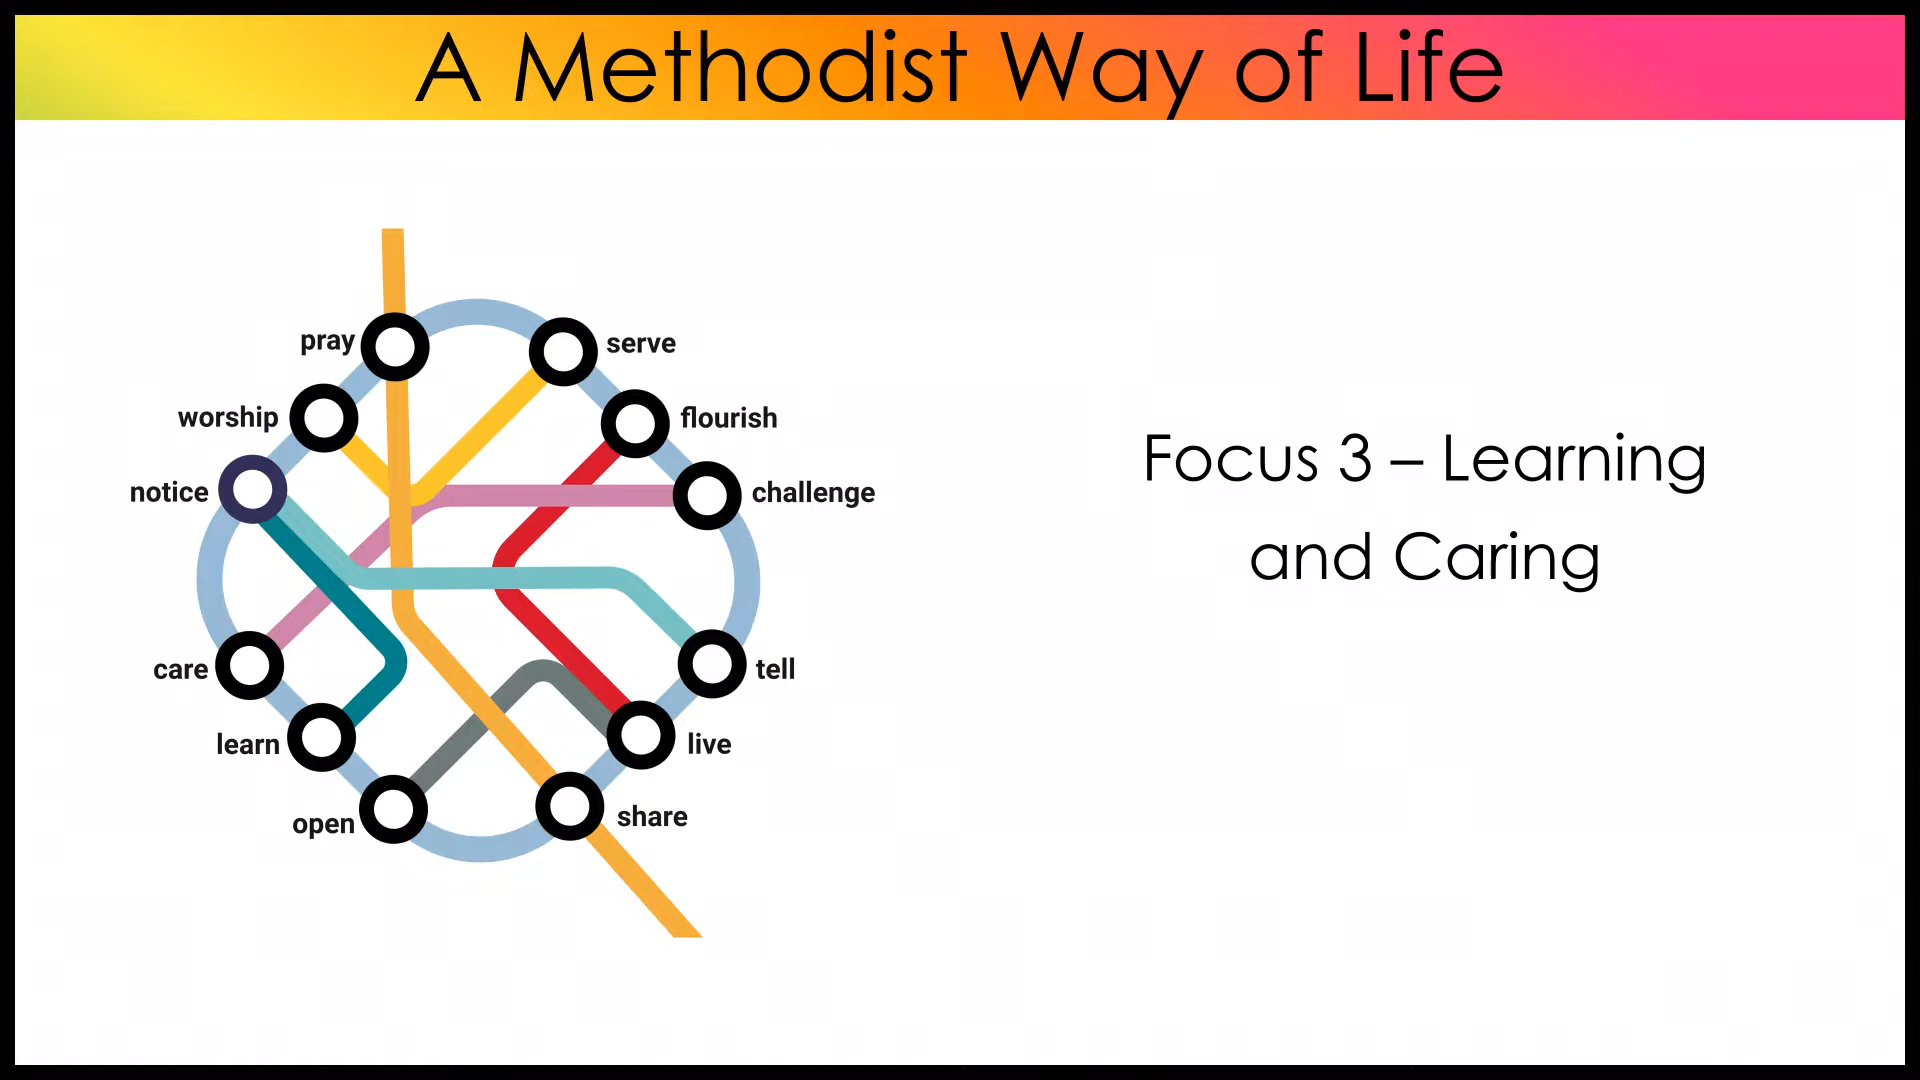 A Methodist Way of Life
pray
serve
worship
flourish
notice
challenge
care
tell
learn
live
open
share
Focus 3 – Learning
and Caring